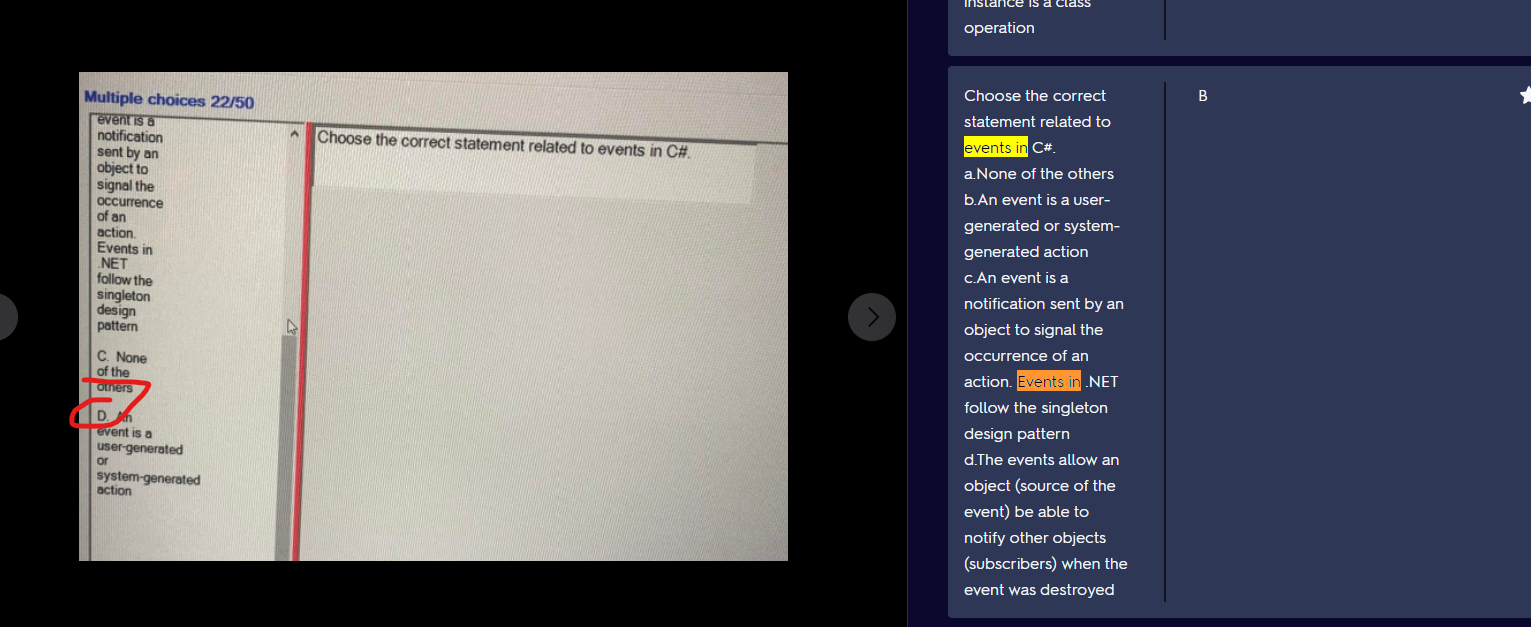 Multiple choices 22/50
event is a
notification
sent by an
object to
signal the
occurrence
of an
action.
Events in
.NET
follow the
singleton
design
pattern
C. None
of the
others
D. An
event is a
user-generated
or
system-generated
action
Choose the correct statement related to events in C#.
instance is a class
operation
Choose the correct
statement related to
events in C#.
a.None of the others
b.An event is a user-
generated or system-
generated action
c.An event is a
notification sent by an
object to signal the
occurrence of an
action. Events in .NET
follow the singleton
design pattern
d.The events allow an
object (source of the
event) be able to
notify other objects
(subscribers) when the
event was destroyed
B